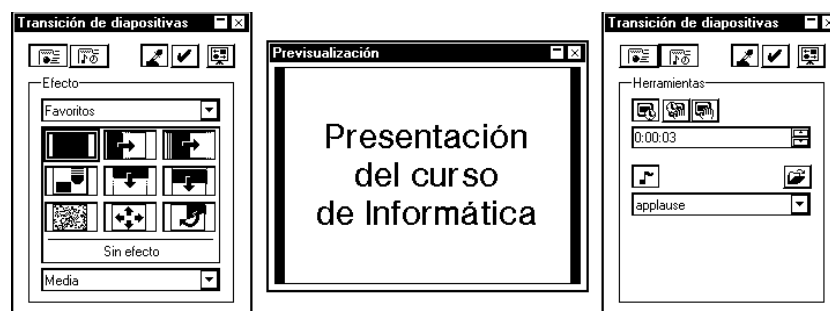 Transición de diapositivas
Efecto
Favoritos
Sin efecto
Media
Previsualización
Presentación
del curso
de Informática
Transición de diapositivas
Herramientas
0:00:03
applause